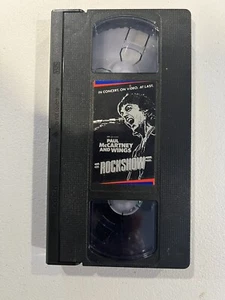 IN CONCERT, ON VIDEO, AT LAST.
PAUL
McCARTNEY
AND WINGS
ROCKSHOW